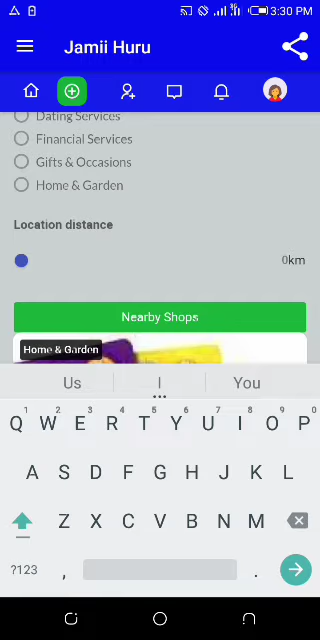 3:30 PM
Jamii Huru
Dating Services
Financial Services
Gifts & Occasions
Home & Garden
Location distance
0km
Nearby Shops
Home & Garden
Us I You
1 2 3 4 5 6 7 8 9 0
Q W E R T Y U I O P
A S D F G H J K L
Z X C V B N M
?123 , .